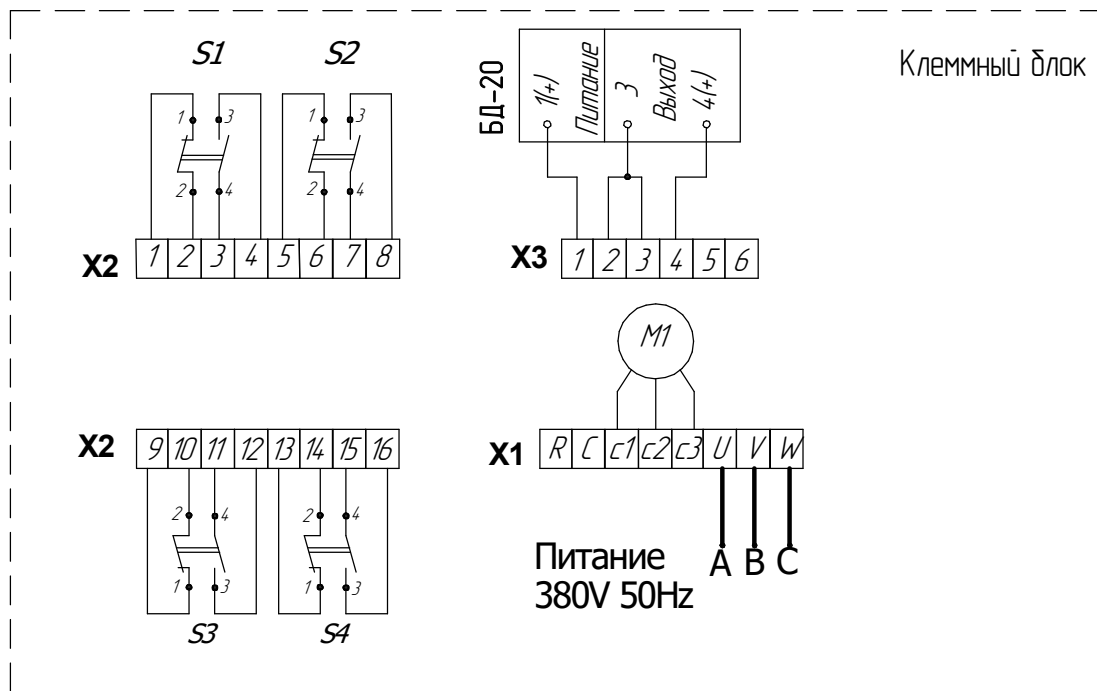 S1 S2
1 3 1 3
2 4 2 4
X2 1 2 3 4 5 6 7 8
БД-20
1(+) Питание 3 Выход 4(+)
X3 1 2 3 4 5 6
Клеммный блок
M1
X1 R C c1 c2 c3 U V W
Питание
380V 50Hz
A B C
X2 9 10 11 12 13 14 15 16
2 4 2 4
1 3 1 3
S3 S4